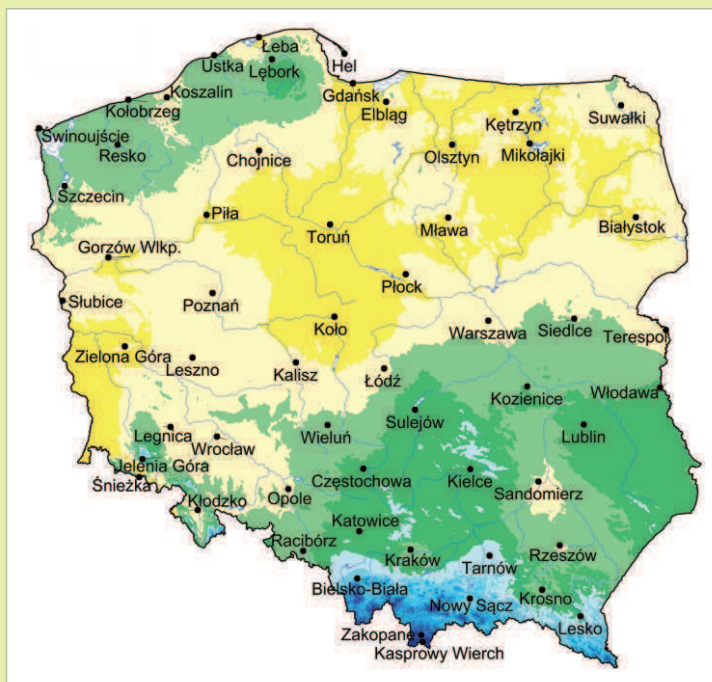 Łeba
Ustka
Lębork
Hel
Koszalin
Gdańsk
Kołobrzeg
Elbląg
Kętrzyn
Suwałki
Świnoujście
Resko
Chojnice
Olsztyn
Mikołajki
Szczecin
Piła
Toruń
Mława
Białystok
Gorzów Wlkp.
Płock
Słubice
Poznań
Koło
Warszawa
Siedlce
Terespol
Zielona Góra
Leszno
Kalisz
Łódź
Kozienice
Włodawa
Sulejów
Legnica
Wrocław
Wieluń
Lublin
Jelenia Góra
Częstochowa
Kielce
Śnieżka
Sandomierz
Kłodzko
Opole
Katowice
Racibórz
Kraków
Rzeszów
Tarnów
Bielsko-Biała
Nowy Sącz
Krosno
Lesko
Zakopane
Kasprowy Wierch